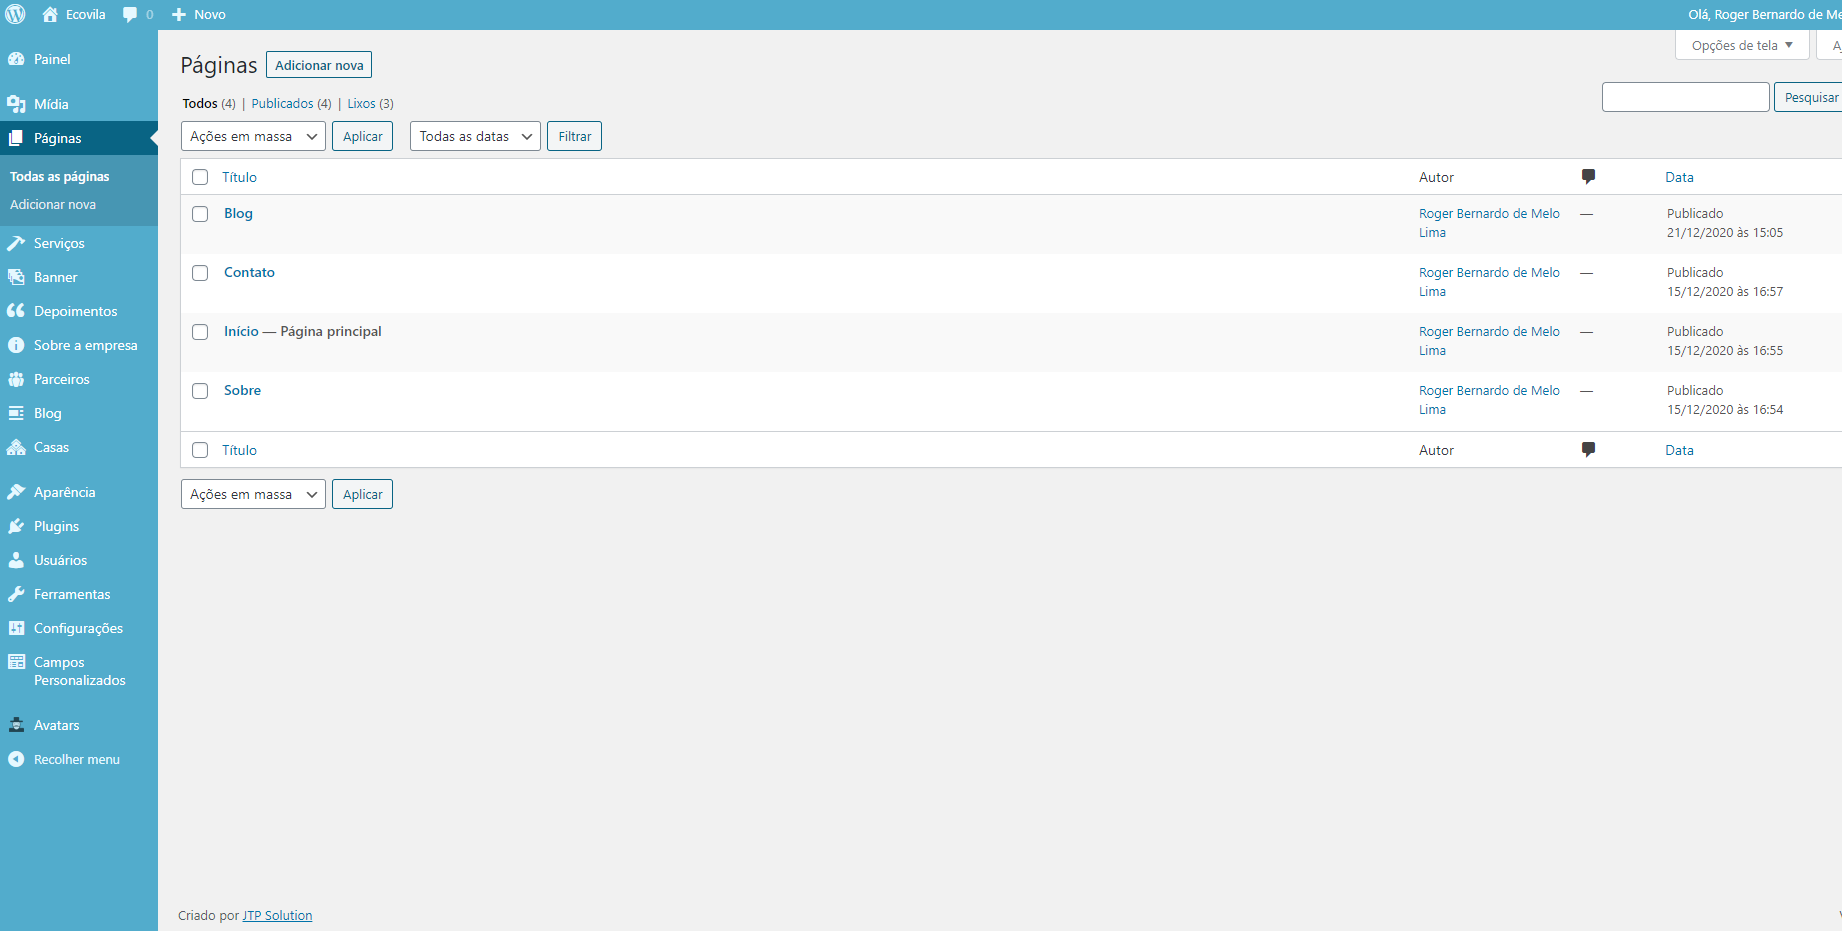 Ecovila 0 Novo Olá, Roger Bernardo de Me
Opções de tela
Painel
Mídia
Páginas
Todas as páginas
Adicionar nova
Serviços
Banner
Depoimentos
Sobre a empresa
Parceiros
Blog
Casas
Aparência
Plugins
Usuários
Ferramentas
Configurações
Campos
Personalizados
Avatars
Recolher menu
Páginas Adicionar nova
Todos (4) | Publicados (4) | Lixos (3)
Pesquisar
Ações em massa Aplicar Todas as datas Filtrar
Título Autor Data
Blog Roger Bernardo de Melo — Publicado
Lima 21/12/2020 às 15:05
Contato Roger Bernardo de Melo — Publicado
Lima 15/12/2020 às 16:57
Início — Página principal Roger Bernardo de Melo — Publicado
Lima 15/12/2020 às 16:55
Sobre Roger Bernardo de Melo — Publicado
Lima 15/12/2020 às 16:54
Título Autor Data
Ações em massa Aplicar
Criado por JTP Solution